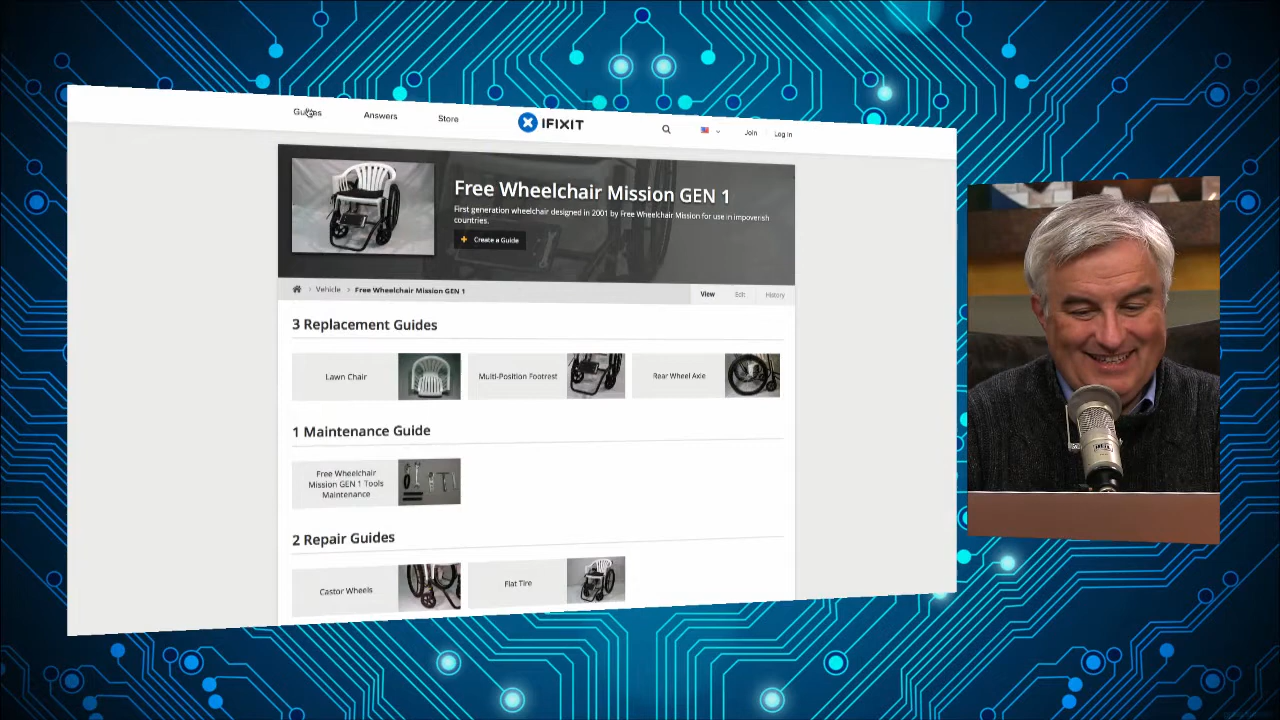 Guides
Answers
Store
IFIXIT
Join
Log In
Free Wheelchair Mission GEN 1
First generation wheelchair designed in 2001 by Free Wheelchair Mission for use in impoverish
countries.
Create a Guide
Vehicle
Free Wheelchair Mission GEN 1
View
Edit
History
3 Replacement Guides
Lawn Chair
Multi-Position Footrest
Rear Wheel Axle
1 Maintenance Guide
Free Wheelchair
Mission GEN 1 Tools
Maintenance
2 Repair Guides
Castor Wheels
Flat Tire